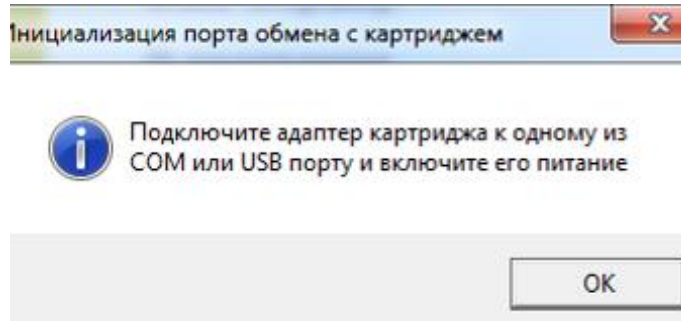 Инициализация порта обмена с картриджем
Подключите адаптер картриджа к одному из
COM или USB порту и включите его питание
OK